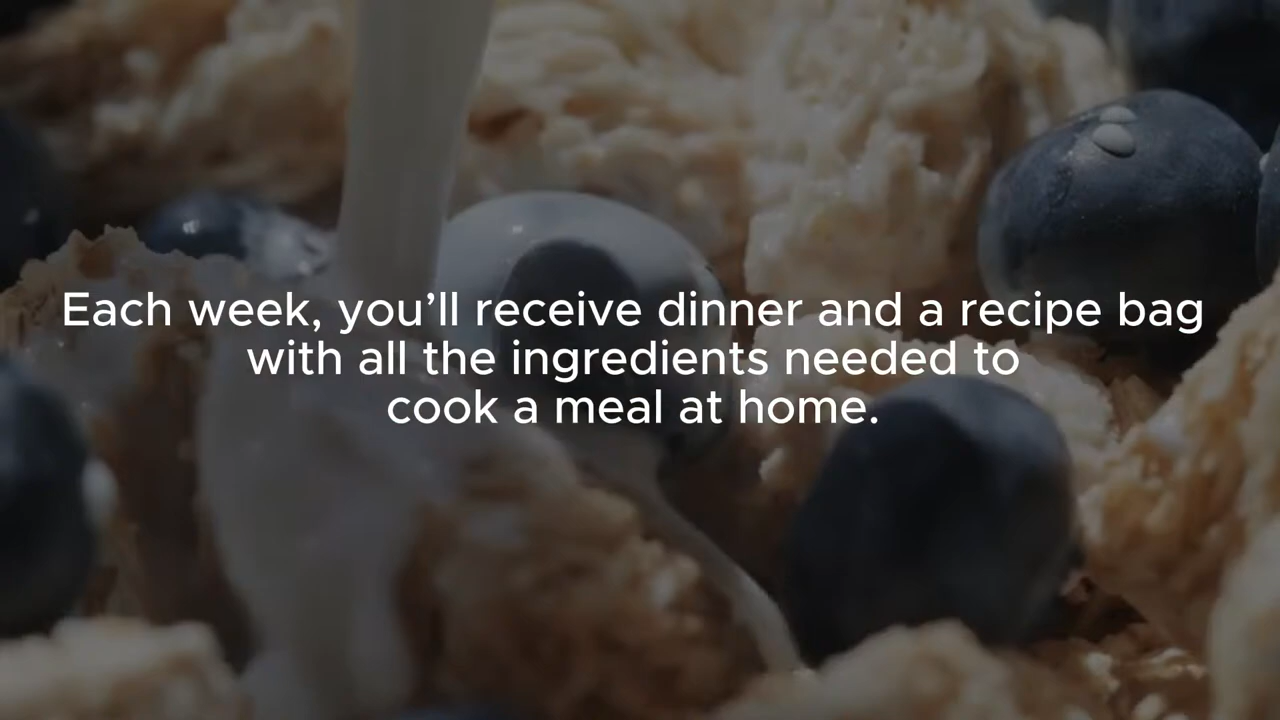 Each week, you’ll receive dinner and a recipe bag
with all the ingredients needed to
cook a meal at home.